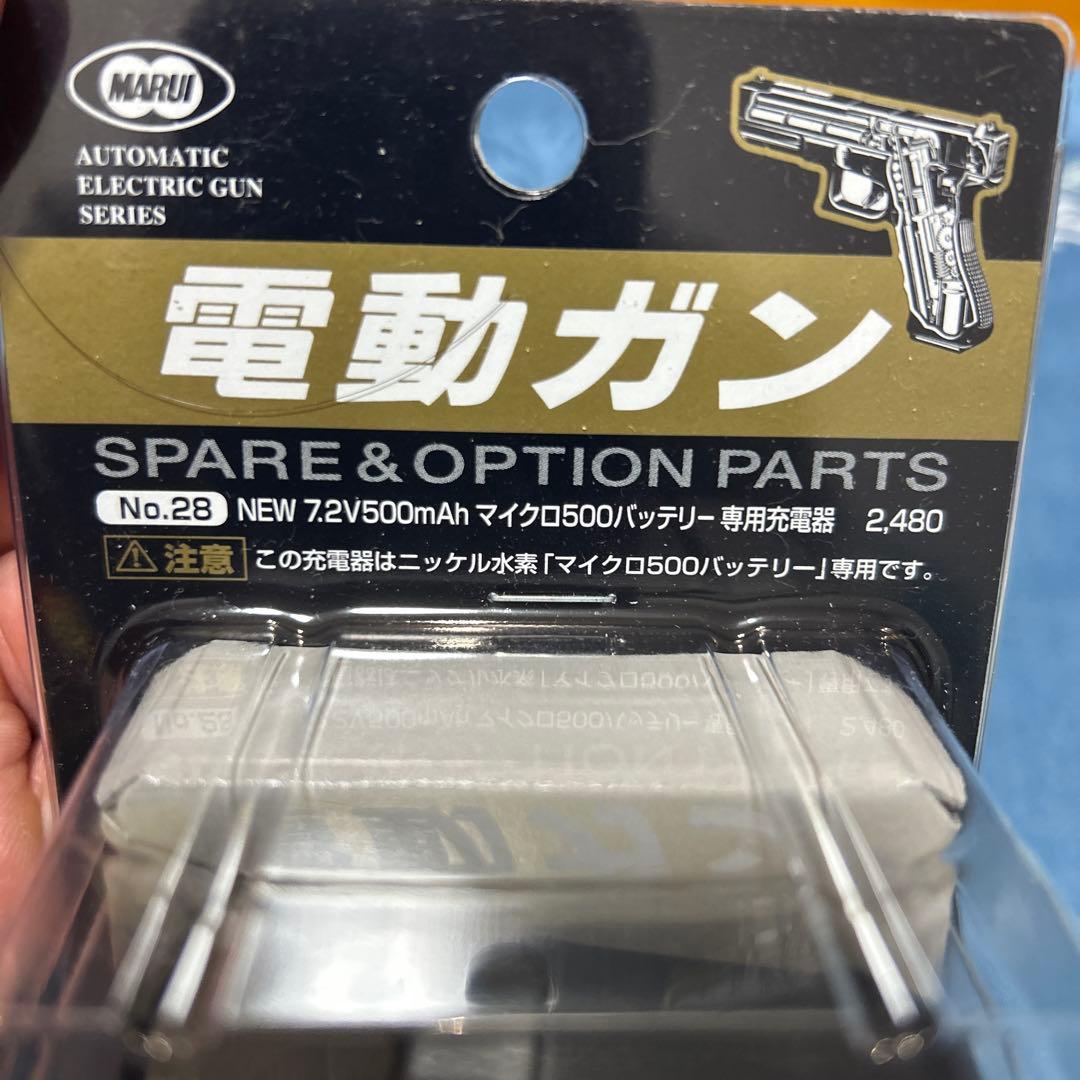 MARUI
AUTOMATIC
ELECTRIC GUN
SERIES
電動ガン
SPARE & OPTION PARTS
No.28 NEW 7.2V500mAh マイクロ500バッテリー 専用充電器 2,480
注意 この充電器はニッケル水素「マイクロ500バッテリー」専用です。